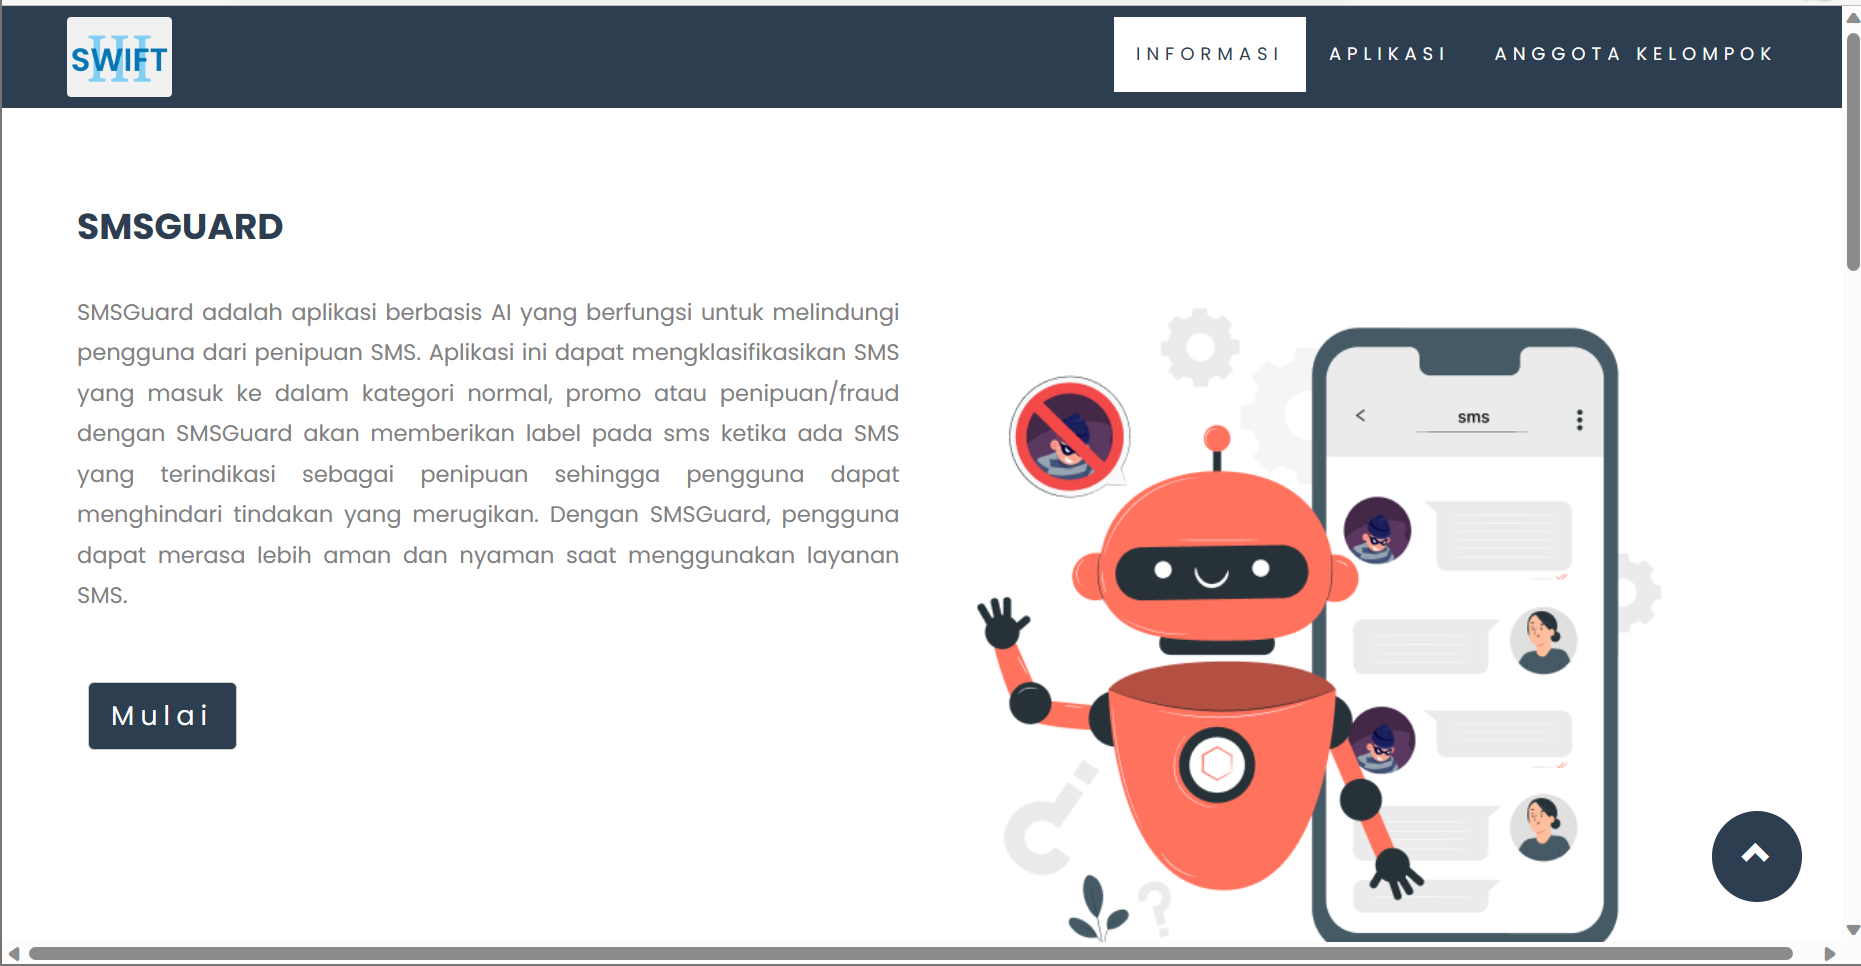 SWIFT
III
INFORMASI
APLIKASI
ANGGOTA KELOMPOK
SMSGUARD
SMSGuard adalah aplikasi berbasis AI yang berfungsi untuk melindungi
pengguna dari penipuan SMS. Aplikasi ini dapat mengklasifikasikan SMS
yang masuk ke dalam kategori normal, promo atau penipuan/fraud
dengan SMSGuard akan memberikan label pada sms ketika ada SMS
yang terindikasi sebagai penipuan sehingga pengguna dapat
menghindari tindakan yang merugikan. Dengan SMSGuard, pengguna
dapat merasa lebih aman dan nyaman saat menggunakan layanan
SMS.
Mulai
sms